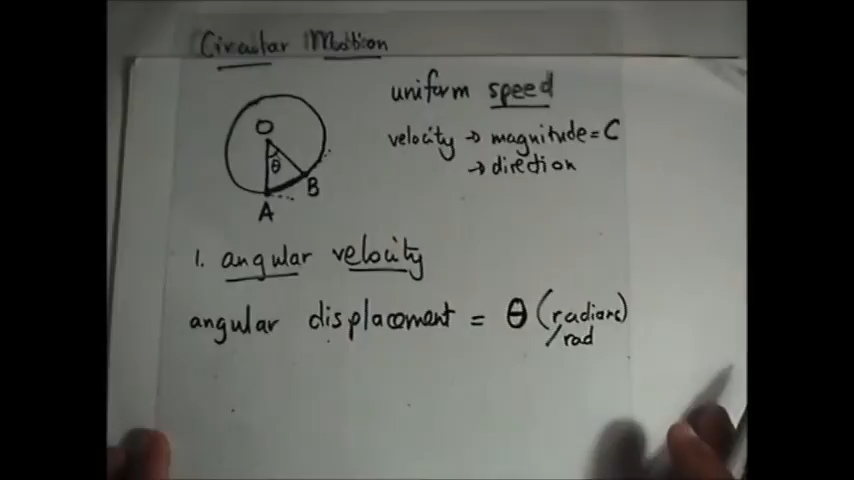 Circular Motion
uniform speed
velocity → magnitude = C
→ direction
O
θ
B
A
1. angular velocity
angular displacement = θ (radians)
/rad